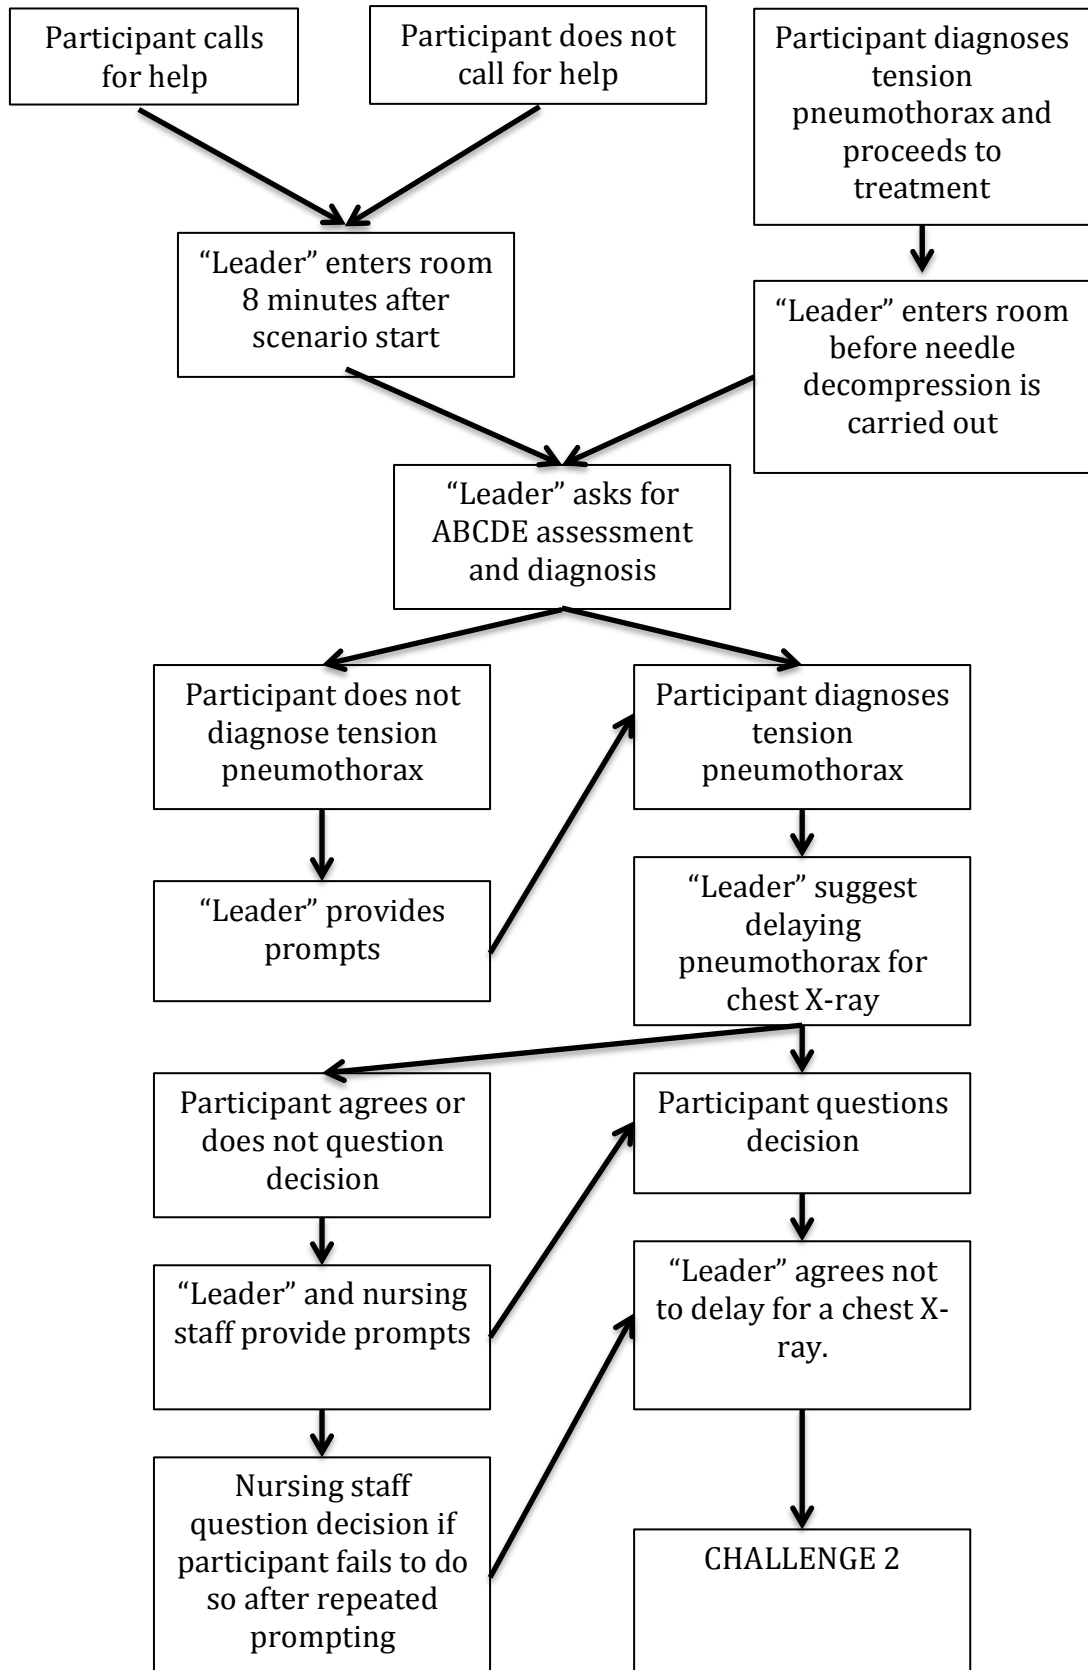 Participant calls
for help
Participant does not
call for help
Participant diagnoses
tension
pneumothorax and
proceeds to
treatment
“Leader” enters room
8 minutes after
scenario start
“Leader” enters room
before needle
decompression is
carried out
“Leader” asks for
ABCDE assessment
and diagnosis
Participant does not
diagnose tension
pneumothorax
Participant diagnoses
tension
pneumothorax
“Leader” provides
prompts
“Leader” suggest
delaying
pneumothorax for
chest X-ray
Participant agrees or
does not question
decision
Participant questions
decision
“Leader” and nursing
staff provide prompts
“Leader” agrees not
to delay for a chest X-
ray.
Nursing staff
question decision if
participant fails to do
so after repeated
prompting
CHALLENGE 2